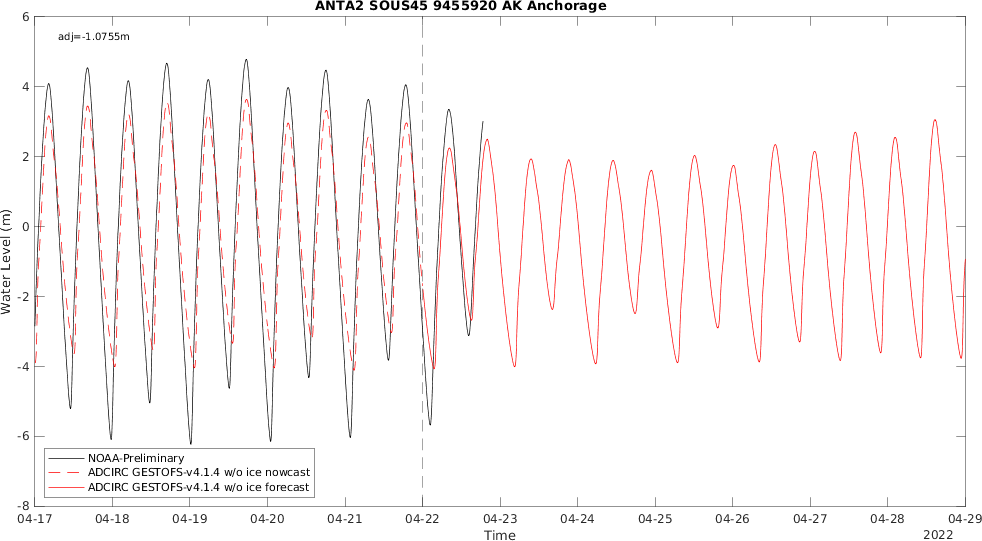 ANTA2 SOUS45 9455920 AK Anchorage
adj=-1.0755m
6
4
2
0
-2
-4
-6
-8
Water Level (m)
NOAA-Preliminary
ADCIRC GESTOFS-v4.1.4 w/o ice nowcast
ADCIRC GESTOFS-v4.1.4 w/o ice forecast
04-17 04-18 04-19 04-20 04-21 04-22 04-23 04-24 04-25 04-26 04-27 04-28 04-29
Time
2022